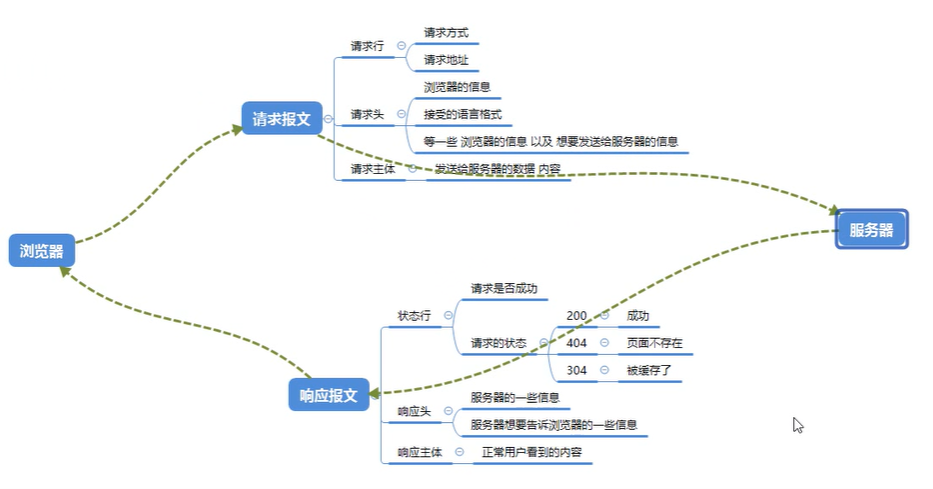 请求方式
请求行
请求地址
浏览器的信息
请求报文
请求头
接受的语言格式
等一些 浏览器的信息 以及 想要发送给服务器的信息
请求主体
发送给服务器的数据 内容
服务器
浏览器
请求是否成功
状态行
200
成功
请求的状态
404
页面不存在
304
被缓存了
响应报文
服务器的一些信息
响应头
服务器想要告诉浏览器的一些信息
响应主体
正常用户看到的内容